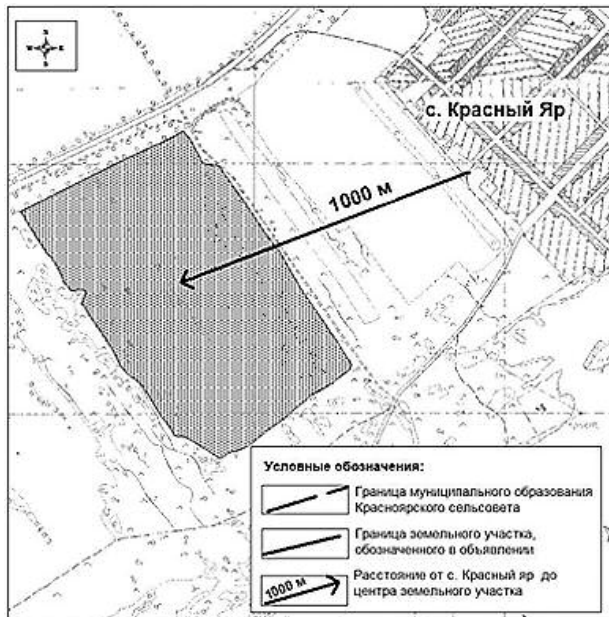 с. Красный Яр
1000 м
Условные обозначения:
Граница муниципального образования
Красноярского сельсовета
Граница земельного участка,
обозначенного в объявлении
1000 м
Расстояние от с. Красный яр до
центра земельного участка